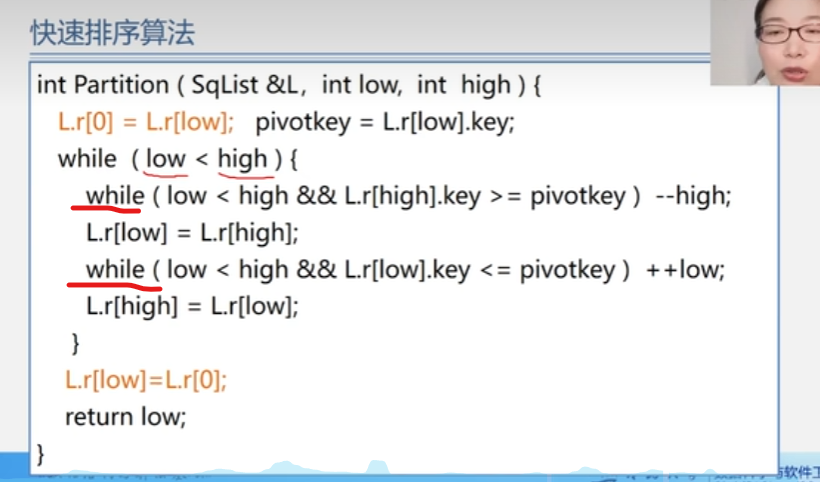 快速排序算法
int Partition ( SqList &L, int low, int high ) {
L.r[0] = L.r[low]; pivotkey = L.r[low].key;
while ( low < high ) {
while ( low < high && L.r[high].key >= pivotkey ) --high;
L.r[low] = L.r[high];
while ( low < high && L.r[low].key <= pivotkey ) ++low;
L.r[high] = L.r[low];
}
L.r[low]=L.r[0];
return low;
}
与软件工